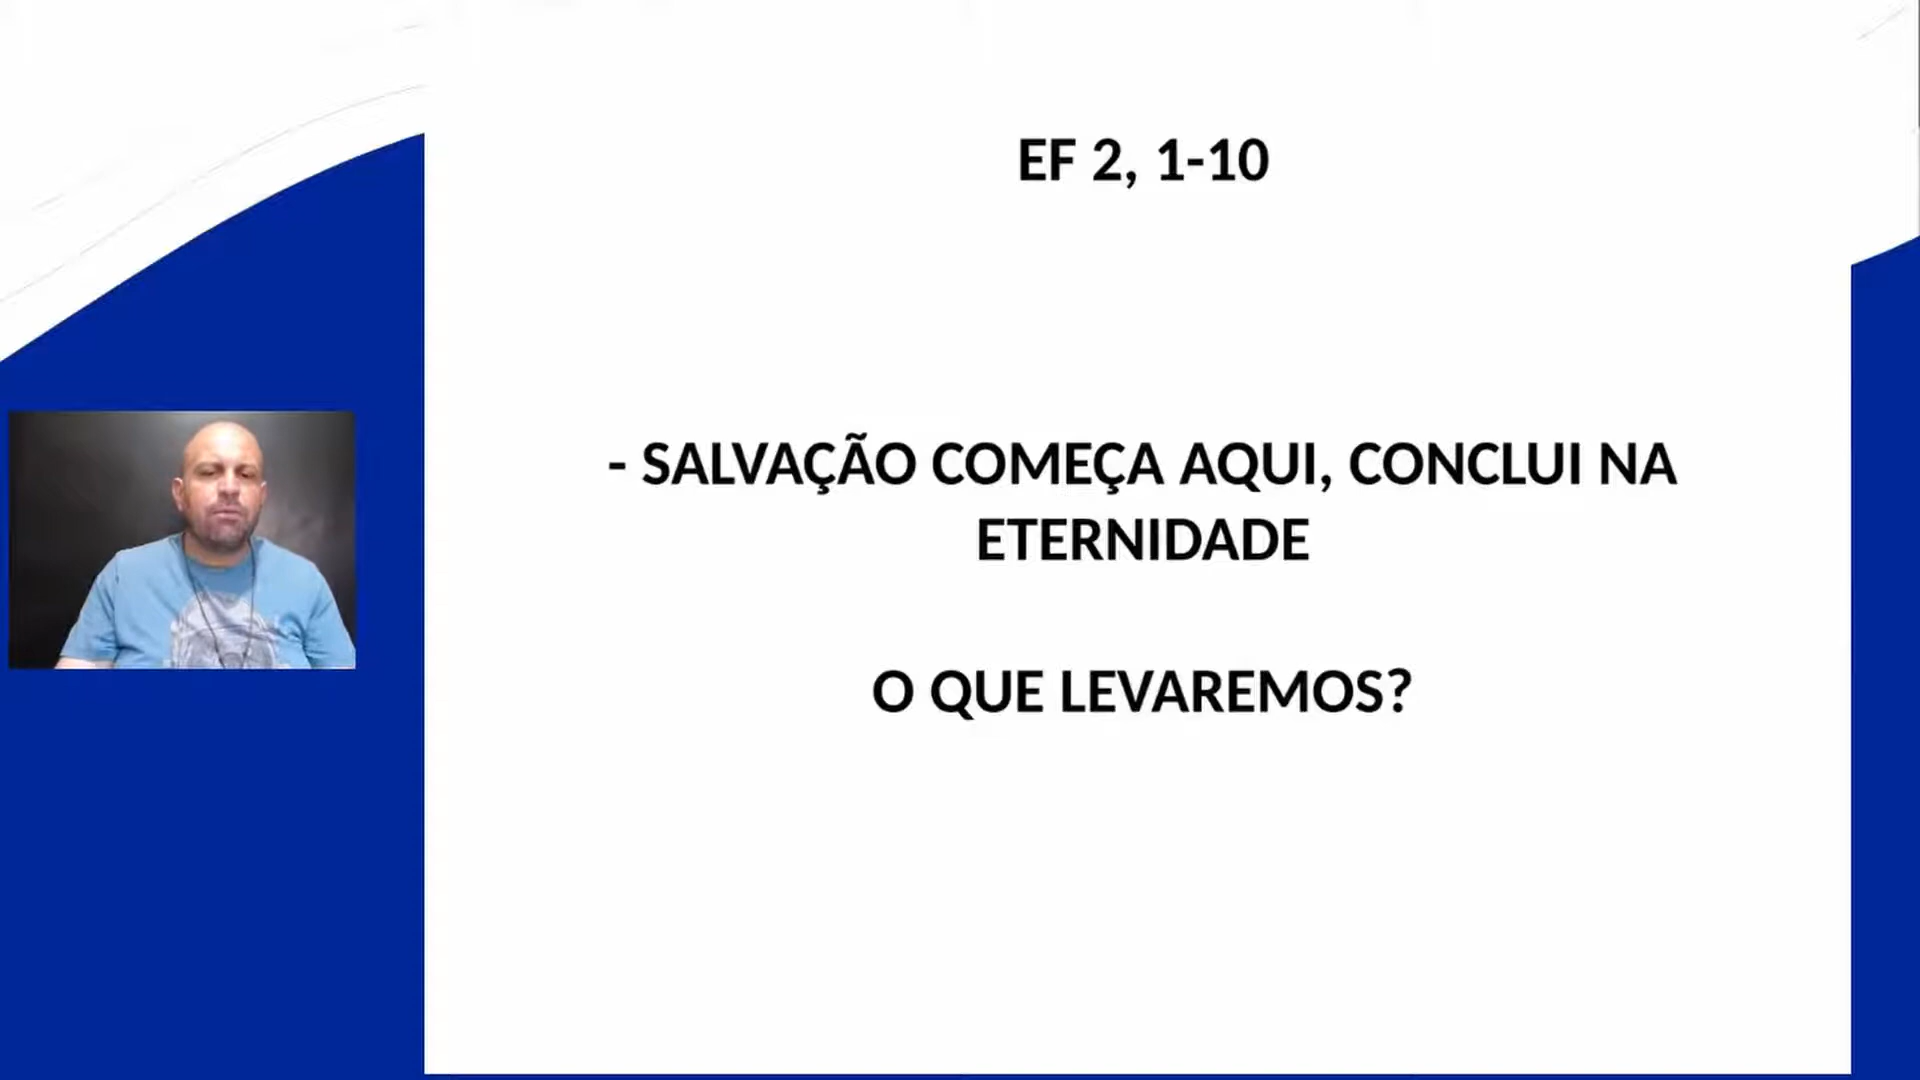 EF 2, 1-10
- SALVAÇÃO COMEÇA AQUI, CONCLUI NA
ETERNIDADE
O QUE LEVAREMOS?